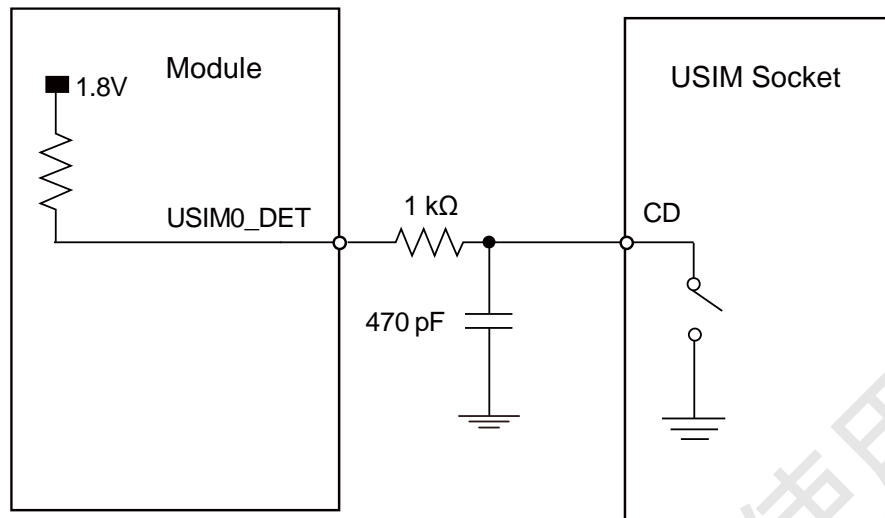 Module
USIM Socket
1.8V
USIM0_DET
1 kΩ
CD
470 pF